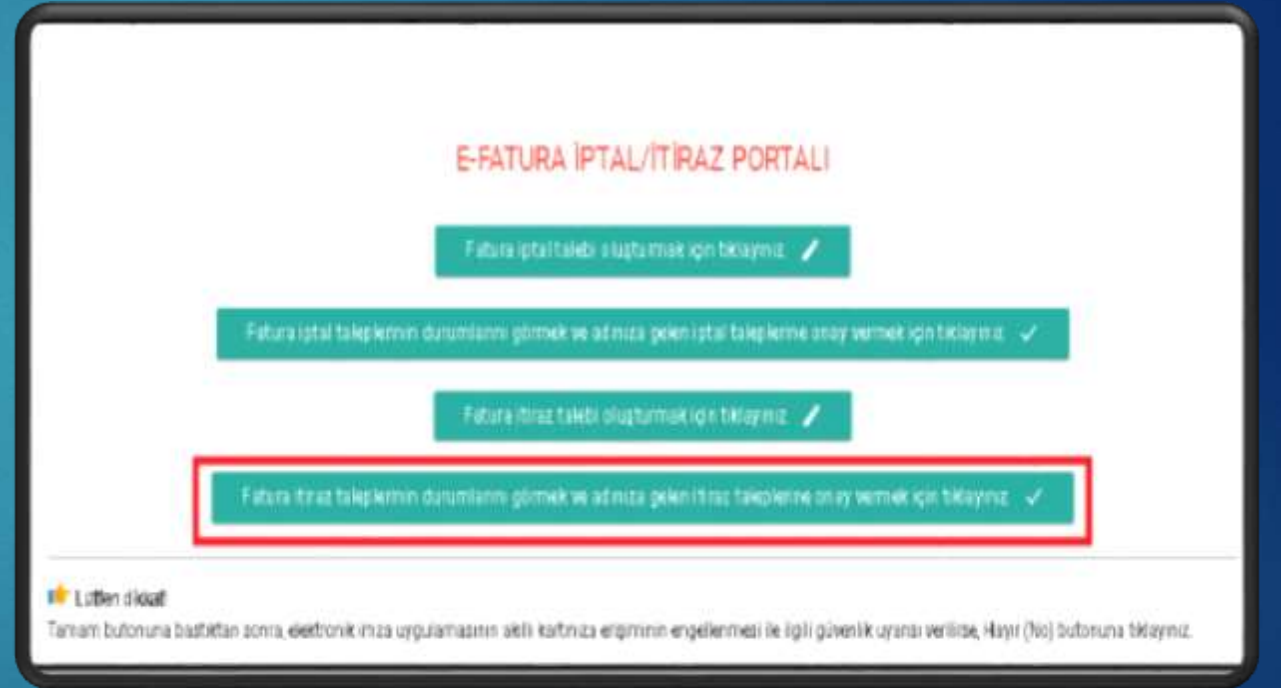 E-FATURA İPTAL/İTİRAZ PORTALI
Fatura iptal talebi oluşturmak için tıklayınız
Fatura iptal taleplerinin durumlarını görmek ve adınıza gelen iptal taleplerine onay vermek için tıklayınız
Fatura itiraz talebi oluşturmak için tıklayınız
Fatura itiraz taleplerinin durumlarını görmek ve adınıza gelen itiraz taleplerine onay vermek için tıklayınız
Lütfen dikkat!
Tamam butonuna bastıktan sonra, elektronik imza uygulamasının akıllı kartınıza erişiminin engellenmesi ile ilgili güvenlik uyarısı verilirse, Hayır (No) butonuna tıklayınız.